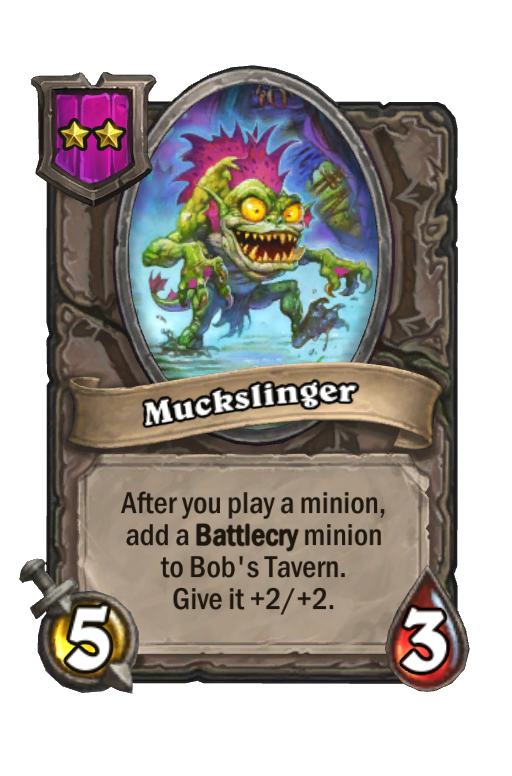 Muckslinger
After you play a minion,
add a Battlecry minion
to Bob's Tavern.
Give it +2/+2.
5
3